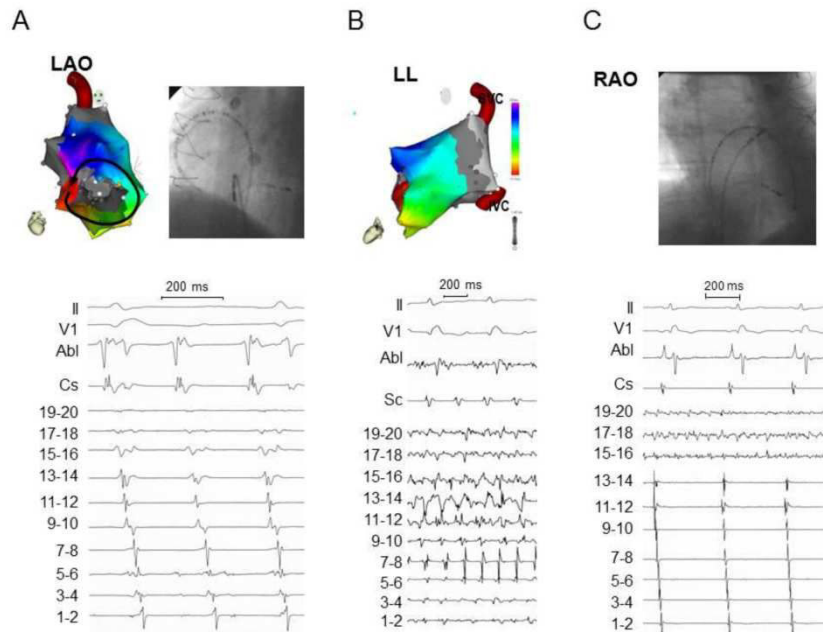 A
B
C
LAO
LL
RAO
IVC
200 ms
II
V1
Abl
Cs
19-20
17-18
15-16
13-14
11-12
9-10
7-8
5-6
3-4
1-2
200 ms
II
V1
Abl
Sc
19-20
17-18
15-16
13-14
11-12
9-10
7-8
5-6
3-4
1-2
200 ms
II
V1
Abl
Cs
19-20
17-18
15-16
13-14
11-12
9-10
7-8
5-6
3-4
1-2